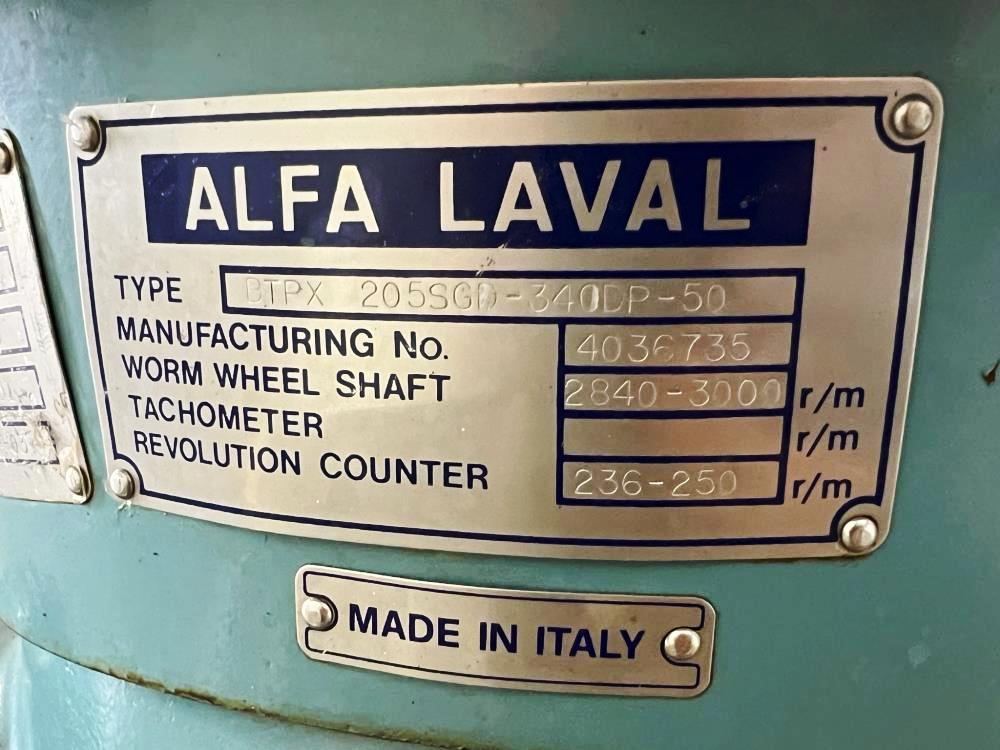 ALFA LAVAL
TYPE BTPX 205SGD-34CDP-50
MANUFACTURING No. 4036735
WORM WHEEL SHAFT 2840-3000 r/m
TACHOMETER r/m
REVOLUTION COUNTER 236-250 r/m
MADE IN ITALY